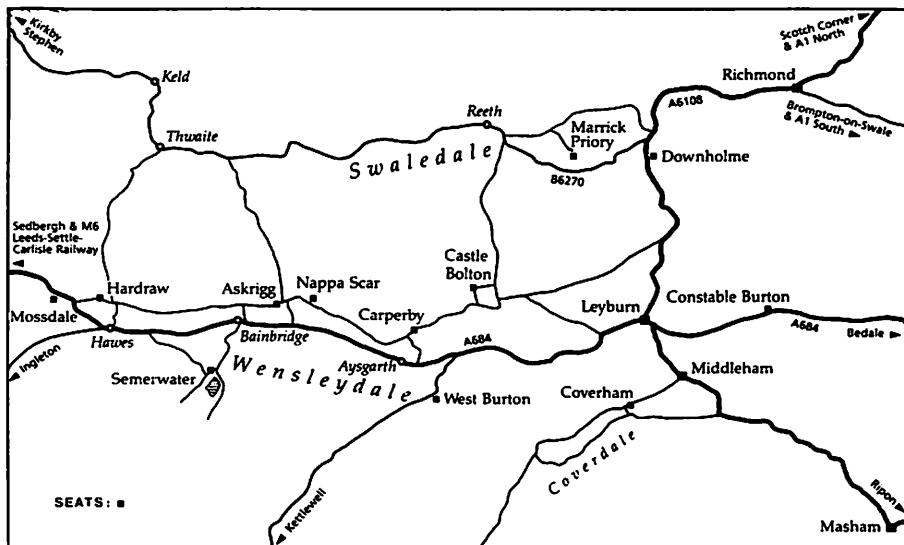 Kirkby
Stephen
Scotch Corner
& A1 North
Richmond
Keld
A6108
Brompton-on-Swale
& A1 South
Reeth
Thwaite
Marrick
Priory
Swaledale
Downholme
B6270
Sedbergh & M6
Leeds-Settle-
Carlisle Railway
Castle
Bolton
Hardraw
Askrigg
Nappa Scar
Constable Burton
Mossdale
Carperby
Leyburn
A684
Bedale
Hawes
Bainbridge
A684
Ingleton
Aysgarth
Semerwater
Wensleydale
Middleham
West Burton
Coverham
Coverdale
SEATS:
Kettlewell
Ripon
Masham